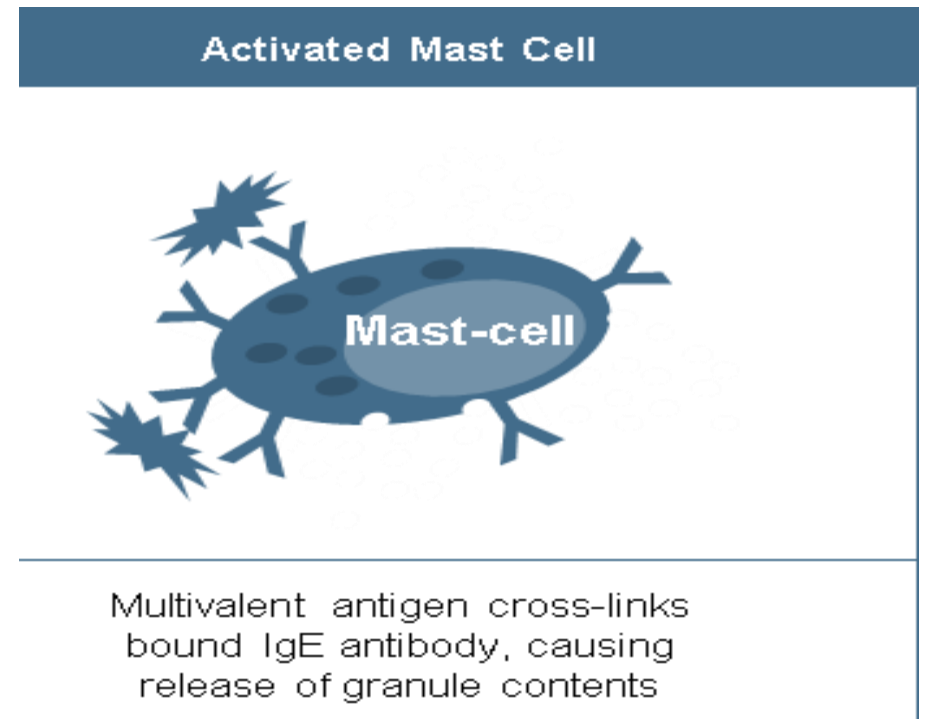 Activated Mast Cell
Mast-cell
Multivalent antigen cross-links
bound IgE antibody, causing
release of granule contents